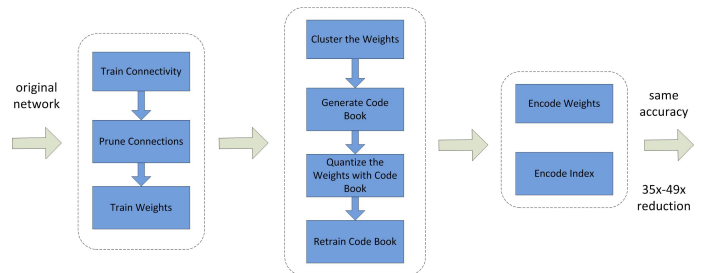 original
network
Train Connectivity
Prune Connections
Train Weights
Cluster the Weights
Generate Code
Book
Quantize the
Weights with Code
Book
Retrain Code Book
Encode Weights
Encode Index
same
accuracy
35x-49x
reduction